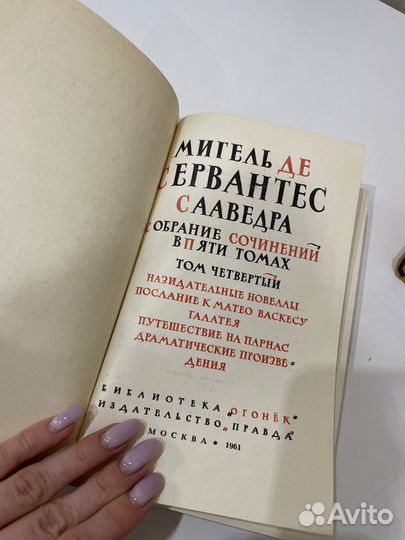 МИГЕЛЬ ДЕ
СЕРВАНТЕС
СААВЕДРА
СОБРАНИЕ СОЧИНЕНИЙ
В ПЯТИ ТОМАХ
ТОМ ЧЕТВЕРТЫЙ
НАЗИДАТЕЛЬНЫЕ НОВЕЛЛЫ
ПОСЛАНИЕ К МАТЕО ВАСКЕСУ
ГАЛАТЕЯ
ПУТЕШЕСТВИЕ НА ПАРНАС
ДРАМАТИЧЕСКИЕ ПРОИЗВЕ=
ДЕНИЯ
БИБЛИОТЕКА „ОГОНЁК"
ИЗДАТЕЛЬСТВО „ПРАВДА"
МОСКВА • 1961
Avito